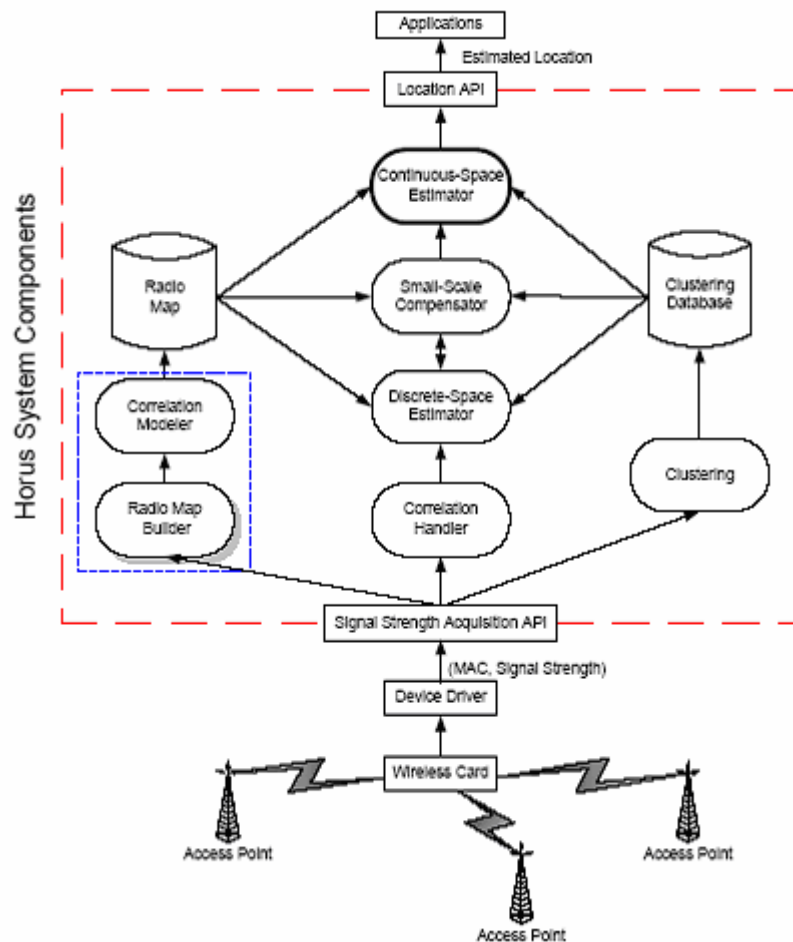 Applications
Estimated Location
Location API
Horus System Components
Continuous-Space
Estimator
Radio
Map
Small-Scale
Compensator
Clustering
Database
Correlation
Modeler
Discrete-Space
Estimator
Radio Map
Builder
Correlation
Handler
Clustering
Signal Strength Acquisition API
(MAC, Signal Strength)
Device Driver
Wireless Card
Access Point
Access Point
Access Point